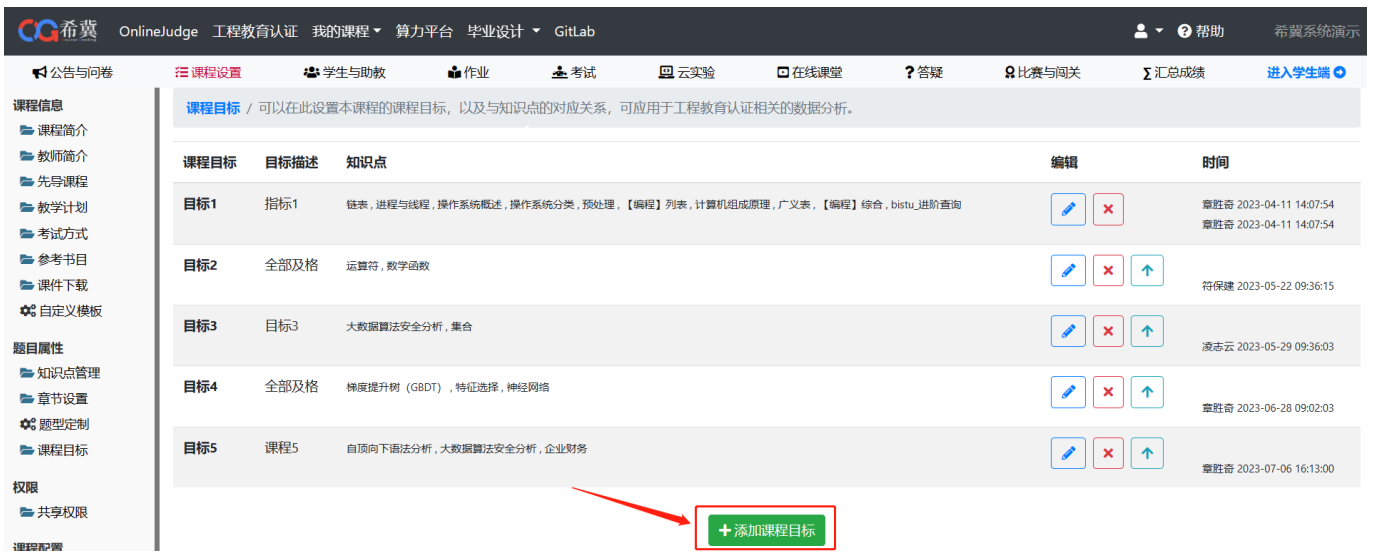 希冀 OnlineJudge 工程教育认证 我的课程 算力平台 毕业设计 GitLab 帮助 希冀系统演示
公告与问卷 课程设置 学生与助教 作业 考试 云实验 在线课堂 答疑 比赛与闯关 汇总成绩 进入学生端
课程信息
课程简介
教师简介
先导课程
教学计划
考试方式
参考书目
课件下载
自定义模板
题目属性
知识点管理
章节设置
题型定制
课程目标
权限
共享权限
课程配置
课程目标 / 可以在此设置本课程的课程目标，以及与知识点的对应关系，可应用于工程教育认证相关的数据分析。
课程目标 目标描述 知识点 编辑 时间
目标1 指标1 链表 , 进程与线程 , 操作系统概述 , 操作系统分类 , 预处理 , 【编程】列表 , 计算机组成原理 , 广义表 , 【编程】综合 , bistu_进阶查询 章胜奇 2023-04-11 14:07:54
章胜奇 2023-04-11 14:07:54
目标2 全部及格 运算符 , 数学函数
符保建 2023-05-22 09:36:15
目标3 目标3 大数据算法安全分析 , 集合
凌志云 2023-05-29 09:36:03
目标4 全部及格 梯度提升树（GBDT） , 特征选择 , 神经网络
章胜奇 2023-06-28 09:02:03
目标5 课程5 自顶向下语法分析 , 大数据算法安全分析 , 企业财务
章胜奇 2023-07-06 16:13:00
添加课程目标